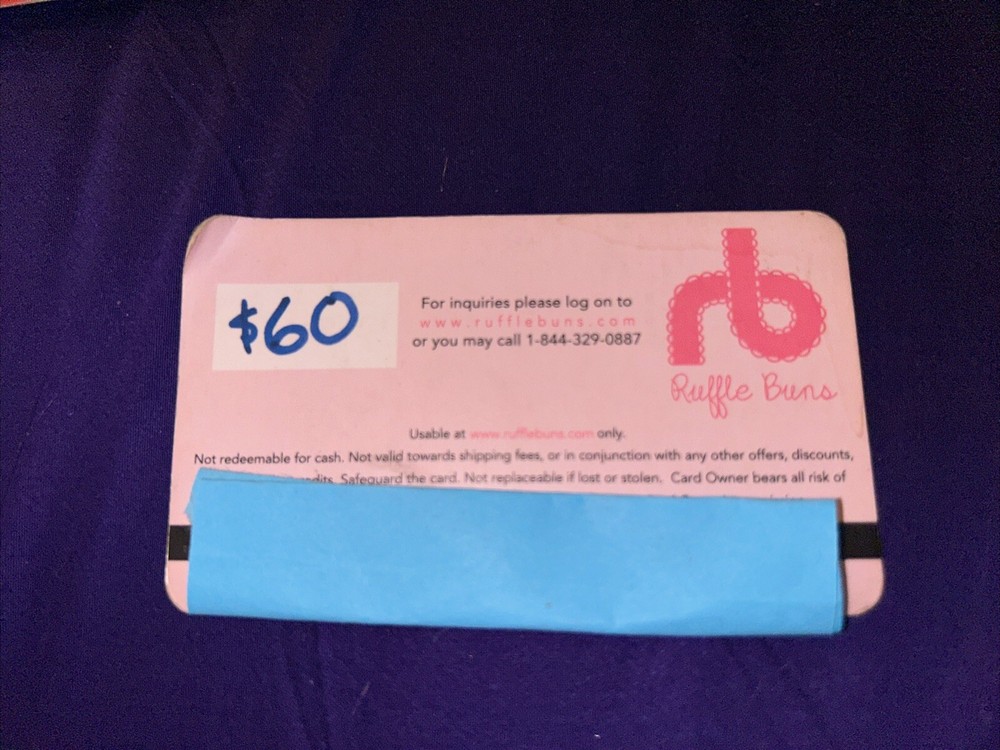 $60
For inquiries please log on to
www.rufflebuns.com
or you may call 1-844-329-0887
rb
Ruffle Buns
Usable at www.rufflebuns.com only.
Not redeemable for cash. Not valid towards shipping fees, or in conjunction with any other offers, discounts,
Safeguard the card. Not replaceable if lost or stolen. Card Owner bears all risk of